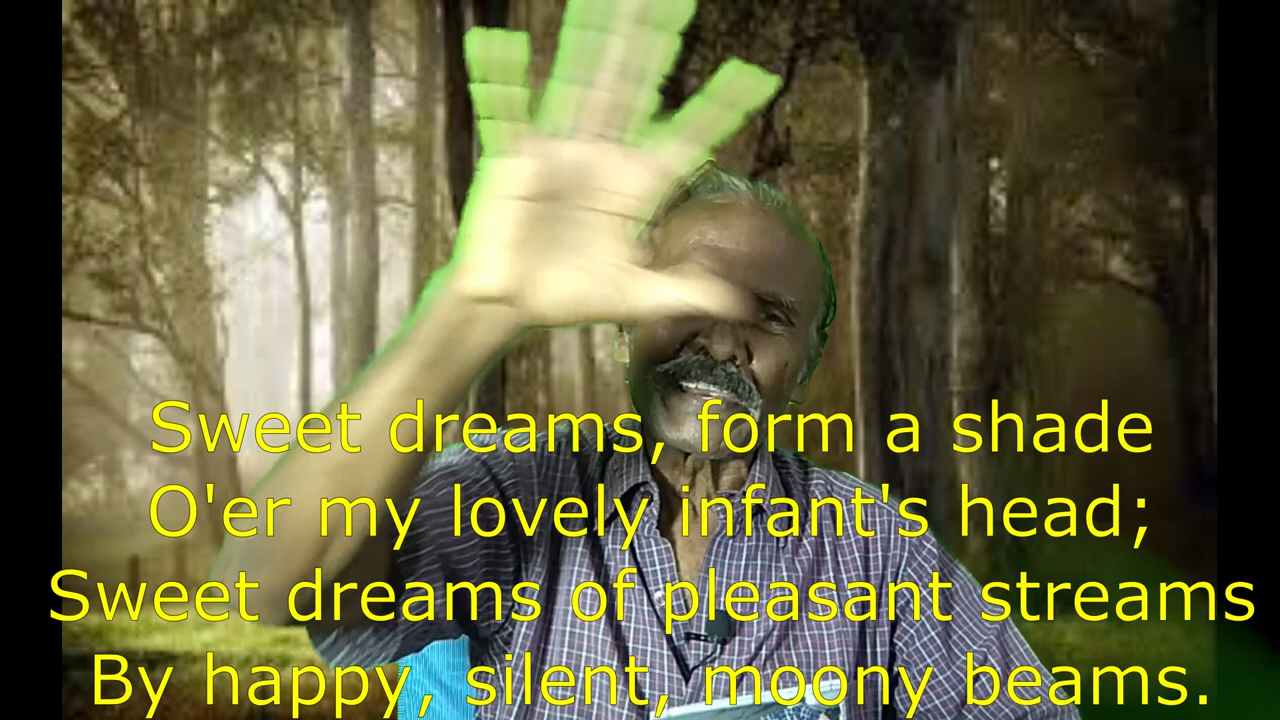 Sweet dreams, form a shade
O'er my lovely infant's head;
Sweet dreams of pleasant streams
By happy, silent, moony beams.